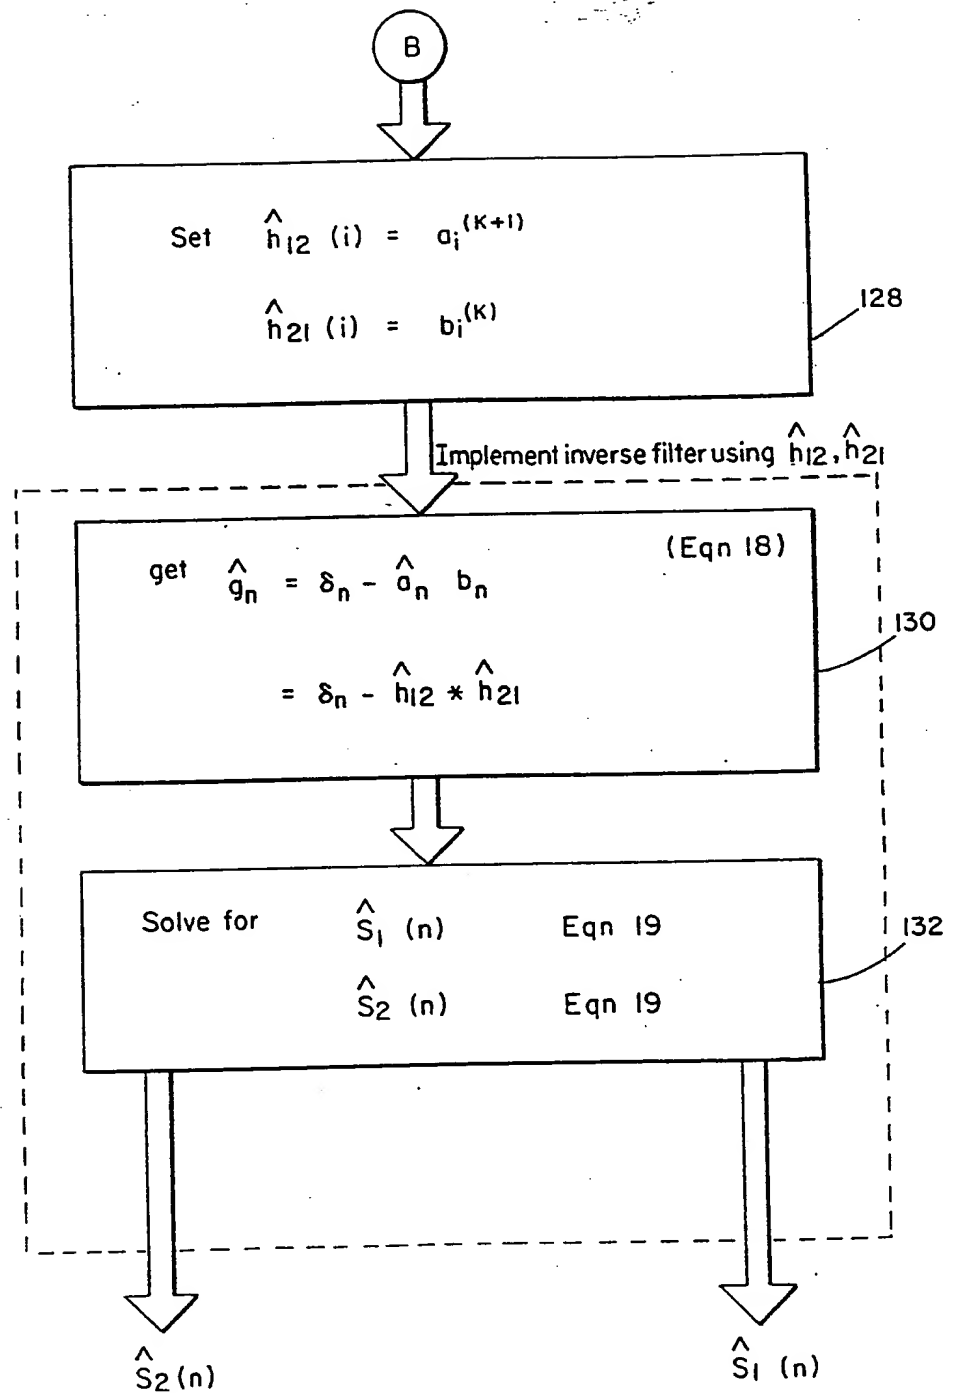 B
Set ĥ₁₂ (i) = aᵢ⁽ᴷ⁺¹⁾
ĥ₂₁ (i) = bᵢ⁽ᴷ⁾
128
Implement inverse filter using ĥ₁₂, ĥ₂₁
(Eqn 18)
get ĝₙ = δₙ - âₙ bₙ
130
= δₙ - ĥ₁₂ * ĥ₂₁
Solve for Ŝ₁ (n) Eqn 19
132
Ŝ₂ (n) Eqn 19
Ŝ₂ (n)
Ŝ₁ (n)